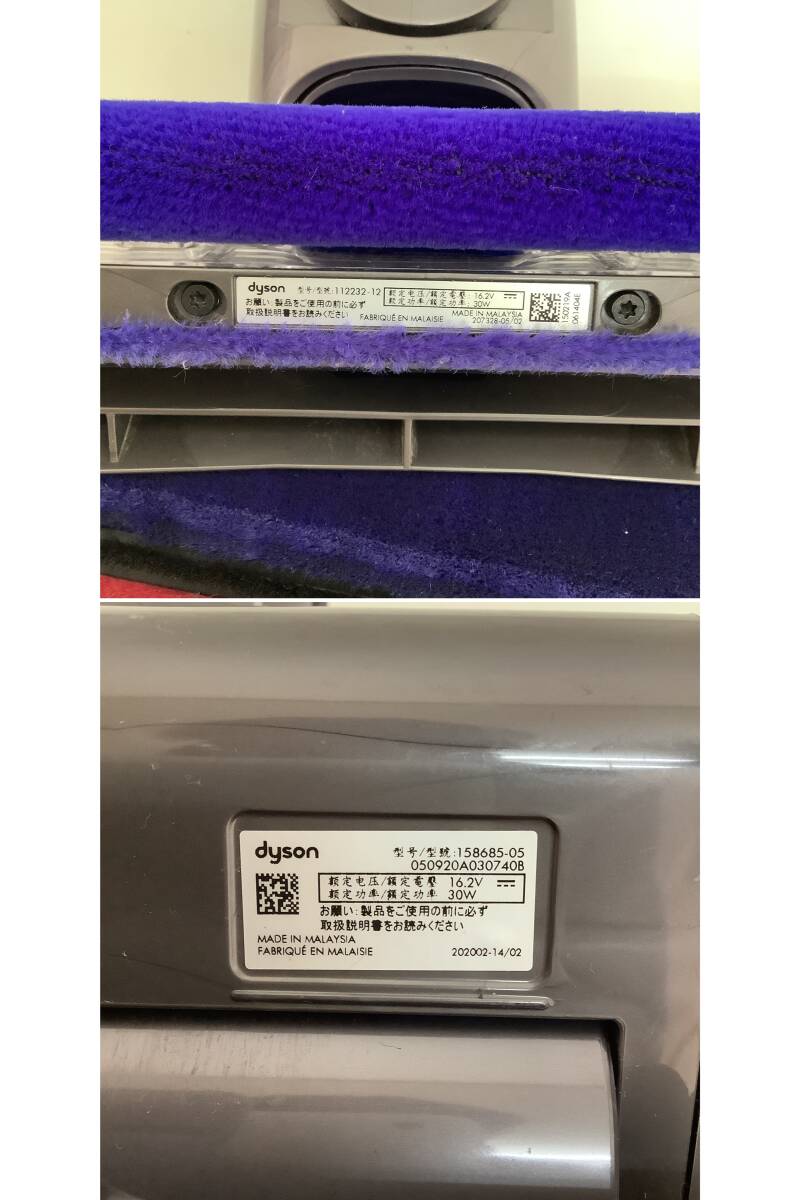 dyson 型号/型號:112232-12
お願い:製品をご使用の前に必ず
取扱説明書をお読みください
额定电压/額定電壓 : 16.2V
额定功率/額定功率 : 30W
FABRIQUÉ EN MALAISIE
MADE IN MALAYSIA
207328-05/02
150219A
061404E
dyson
型号/型號:158685-05
050920A030740B
额定电压/額定電壓 16.2V
额定功率/額定功率 30W
お願い:製品をご使用の前に必ず
取扱説明書をお読みください
MADE IN MALAYSIA
FABRIQUÉ EN MALAISIE
202002-14/02